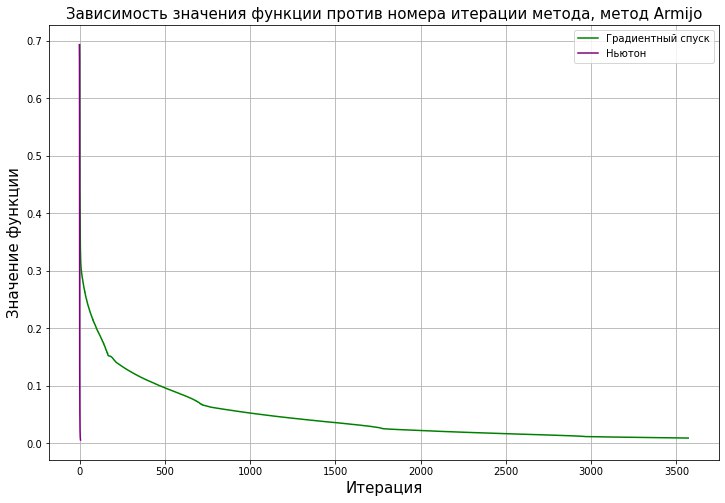 Зависимость значения функции против номера итерации метода, метод Armijo
Градиентный спуск
Ньютон
Значение функции
0.7
0.6
0.5
0.4
0.3
0.2
0.1
0.0
0 500 1000 1500 2000 2500 3000 3500
Итерация